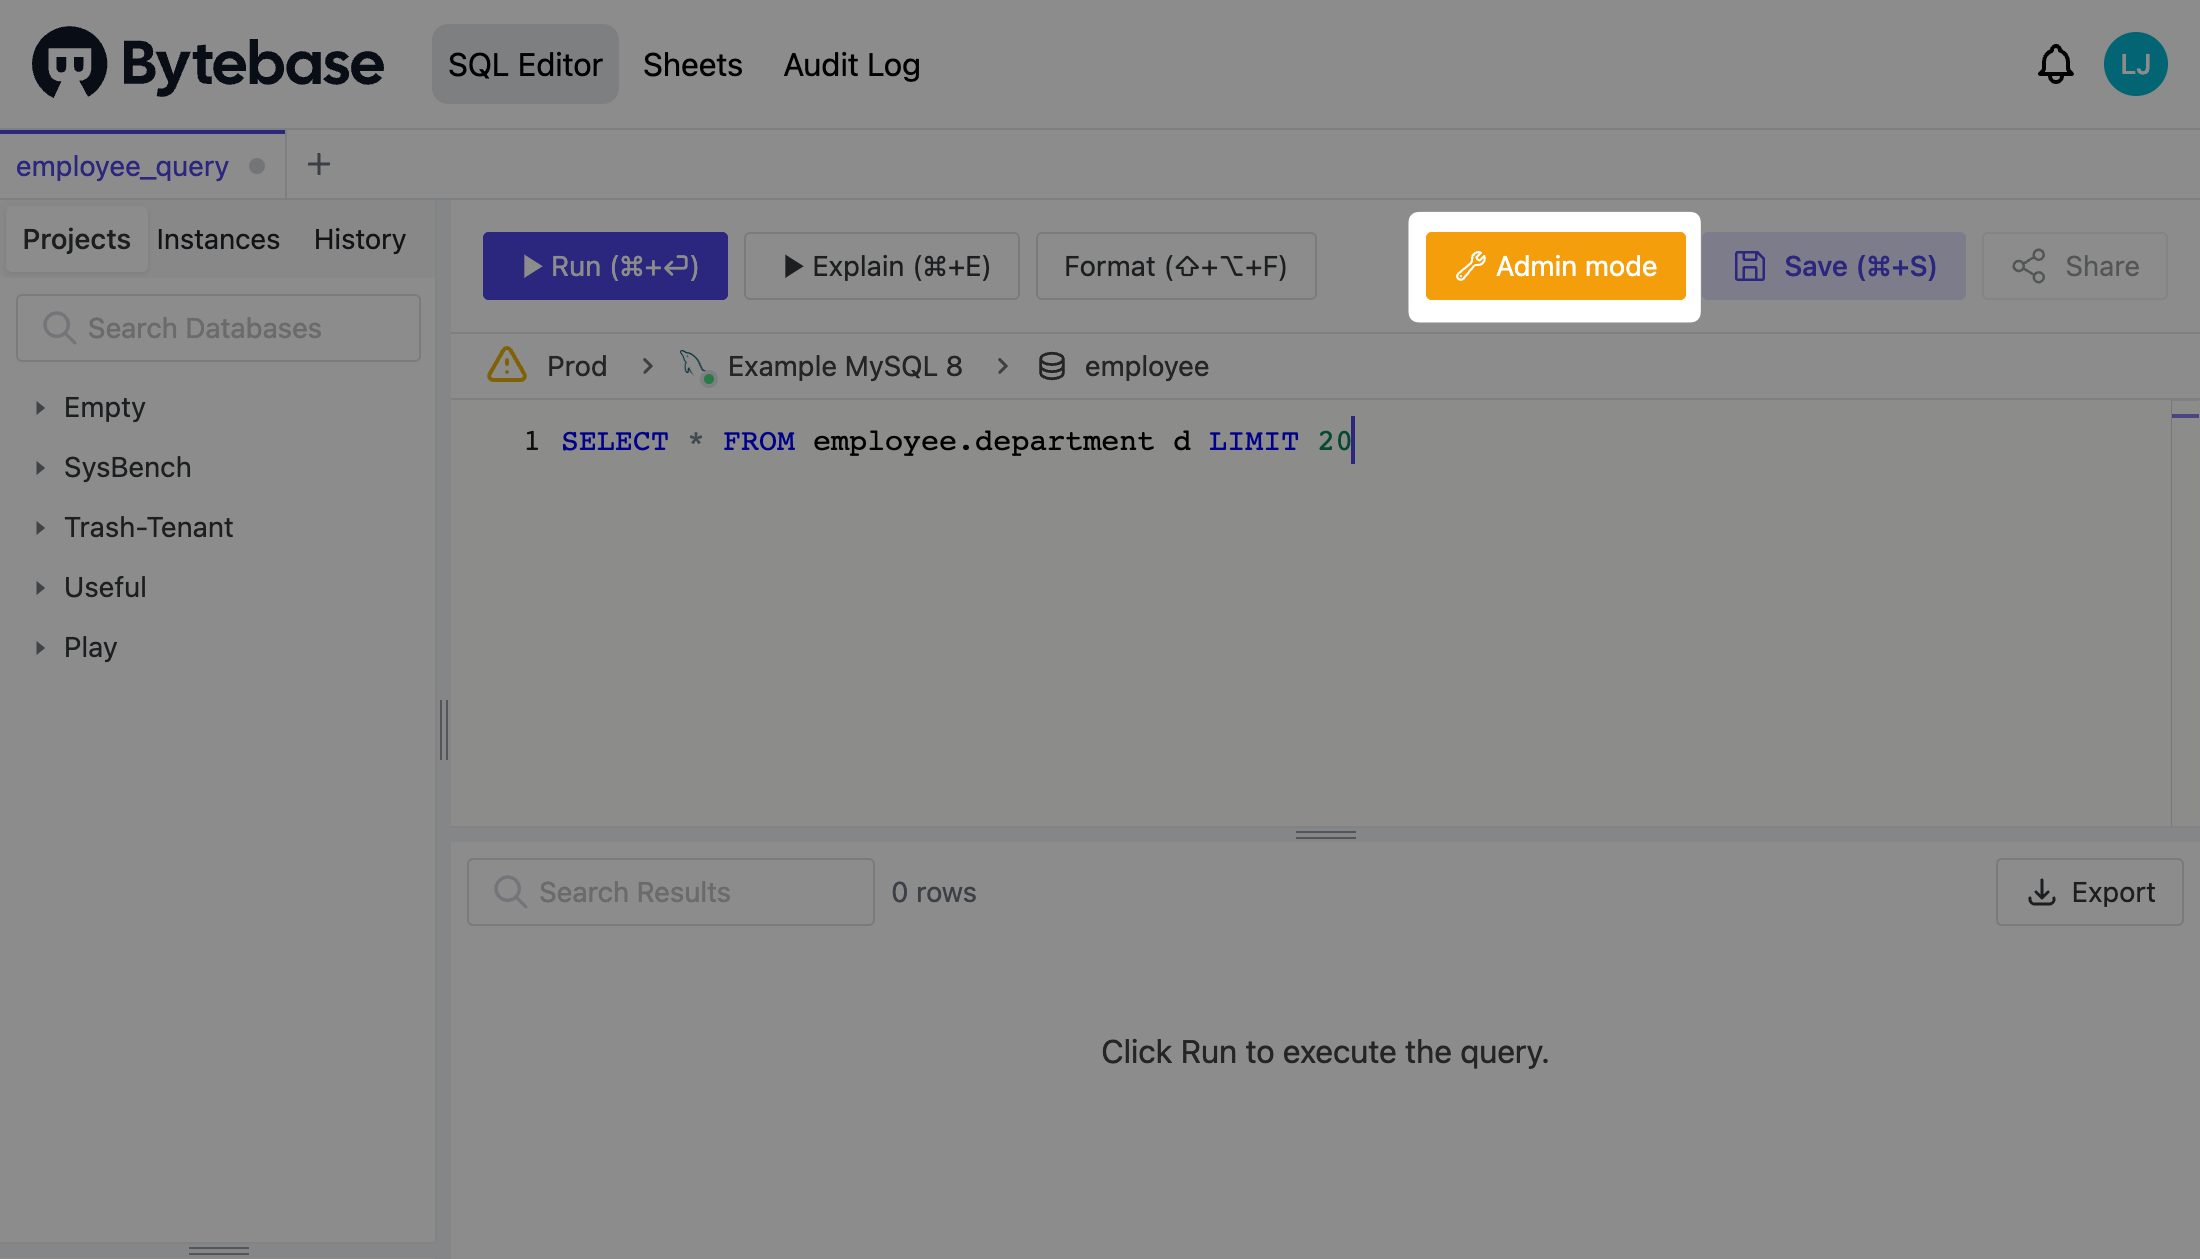 Bytebase SQL Editor Sheets Audit Log LJ
employee_query +
Projects Instances History
Run (⌘+⏎) Explain (⌘+E) Format (⇧+⌥+F) Admin mode Save (⌘+S) Share
Search Databases
Prod > Example MySQL 8 > employee
Empty
SysBench
Trash-Tenant
Useful
Play
1 SELECT * FROM employee.department d LIMIT 20
Search Results 0 rows Export
Click Run to execute the query.